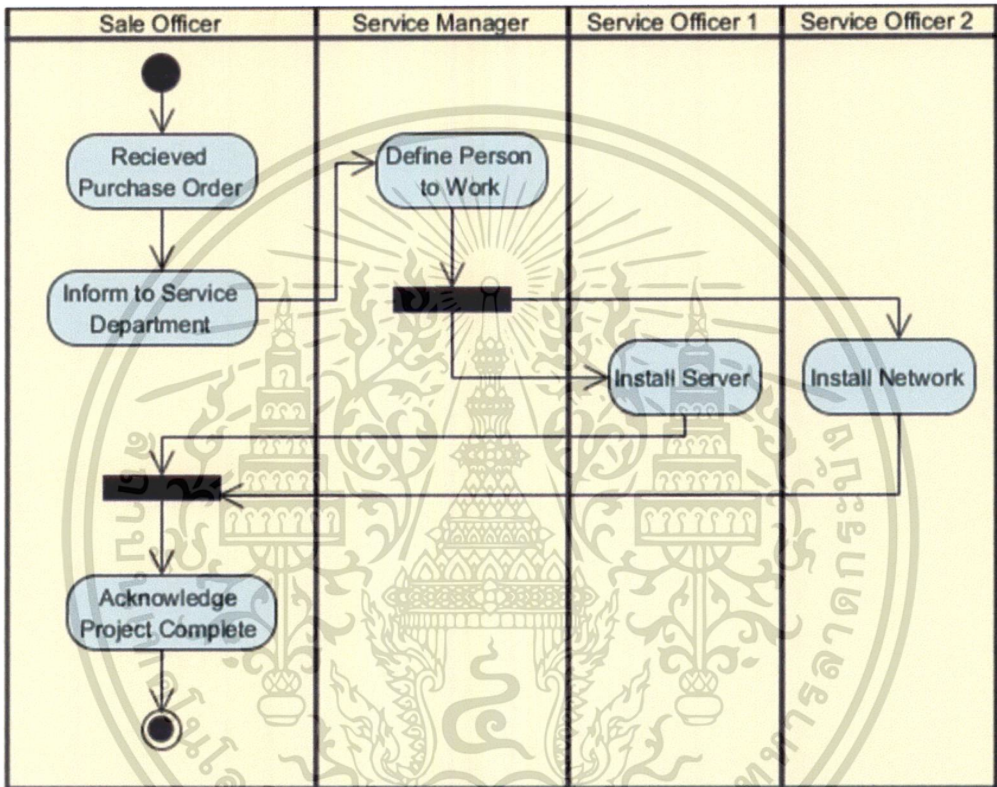 Sale Officer
Service Manager
Service Officer 1
Service Officer 2
Recieved
Purchase Order
Define Person
to Work
Inform to Service
Department
Install Server
Install Network
Acknowledge
Project Complete